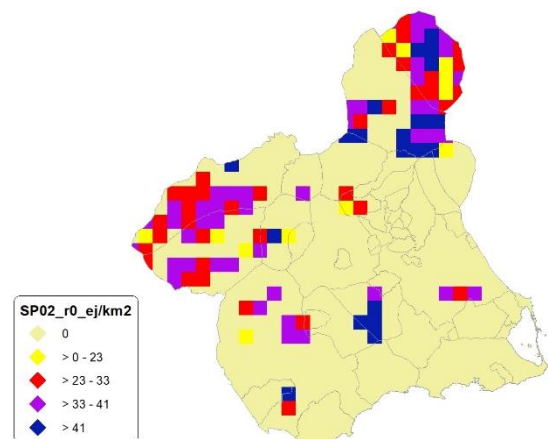 SP02_r0_ej/km2
0
> 0 - 23
> 23 - 33
> 33 - 41
> 41